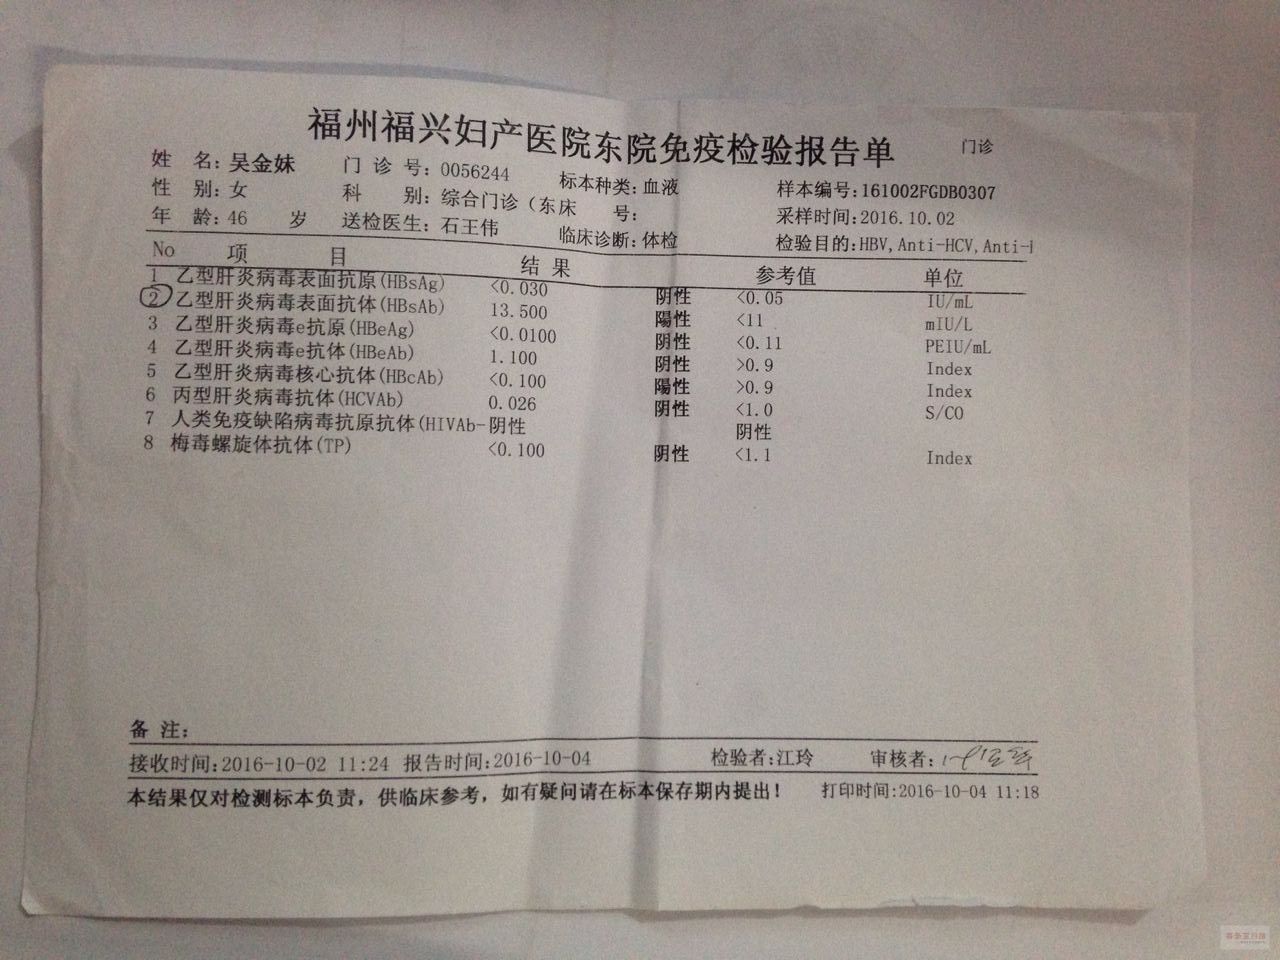 福州福兴妇产医院东院免疫检验报告单 门诊
姓 名: 吴金妹 门 诊 号: 0056244 标本种类: 血液 样本编号: 161002FGDB0307
性 别: 女 科 别: 综合门诊（东 床 号: 采样时间: 2016.10.02
年 龄: 46 岁 送检医生: 石王伟 临床诊断: 体检 检验目的: HBV,Anti-HCV,Anti-
No 项 目 结 果 参考值 单位
1 乙型肝炎病毒表面抗原(HBsAg) <0.030 阴性 <0.05 IU/mL
2 乙型肝炎病毒表面抗体(HBsAb) 13.500 陽性 <11 mIU/L
3 乙型肝炎病毒e抗原(HBeAg) <0.0100 阴性 <0.11 PEIU/mL
4 乙型肝炎病毒e抗体(HBeAb) 1.100 阴性 >0.9 Index
5 乙型肝炎病毒核心抗体(HBcAb) <0.100 陽性 >0.9 Index
6 丙型肝炎病毒抗体(HCVAb) 0.026 阴性 <1.0 S/CO
7 人类免疫缺陷病毒抗原抗体(HIVAb- 阴性 阴性
8 梅毒螺旋体抗体(TP) <0.100 阴性 <1.1 Index
备 注:
接收时间: 2016-10-02 11:24 报告时间: 2016-10-04 检验者: 江玲 审核者:
本结果仅对检测标本负责，供临床参考，如有疑问请在标本保存期内提出！ 打印时间: 2016-10-04 11:18